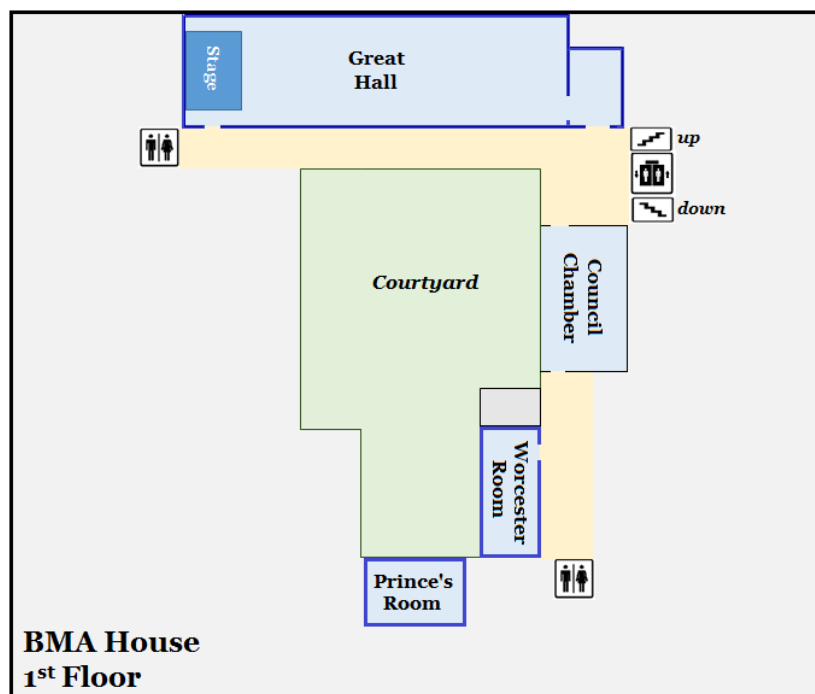 Stage
Great
Hall
up
down
Courtyard
Council
Chamber
Worcester
Room
Prince's
Room
BMA House
1st Floor